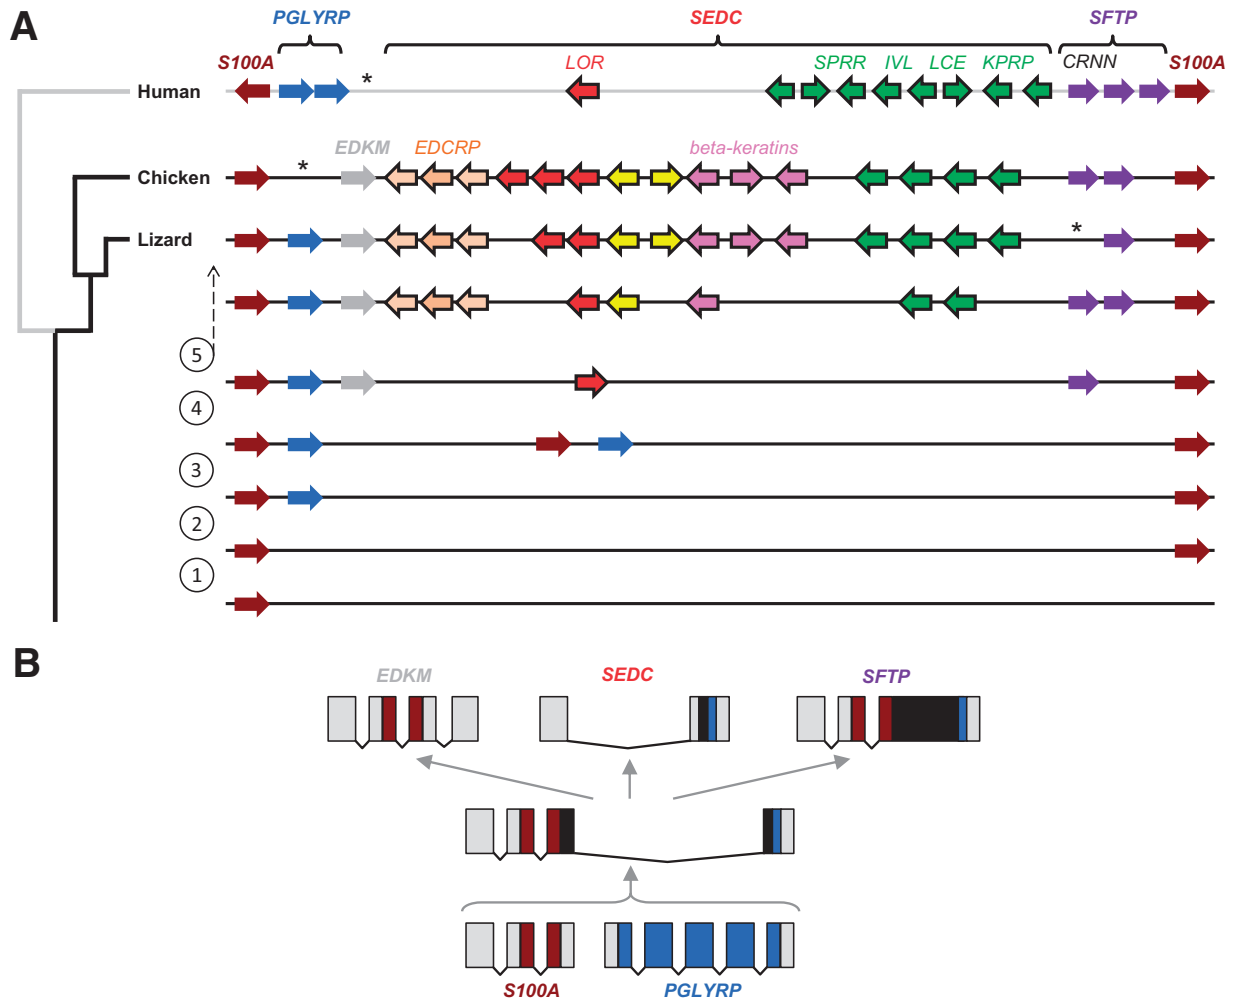 A
PGLYRP SEDC SFTP
S100A LOR SPRR IVL LCE KPRP CRNN S100A
Human *
EDKM EDCRP beta-keratins
Chicken *
Lizard *
5
4
3
2
1
B
EDKM SEDC SFTP
S100A PGLYRP